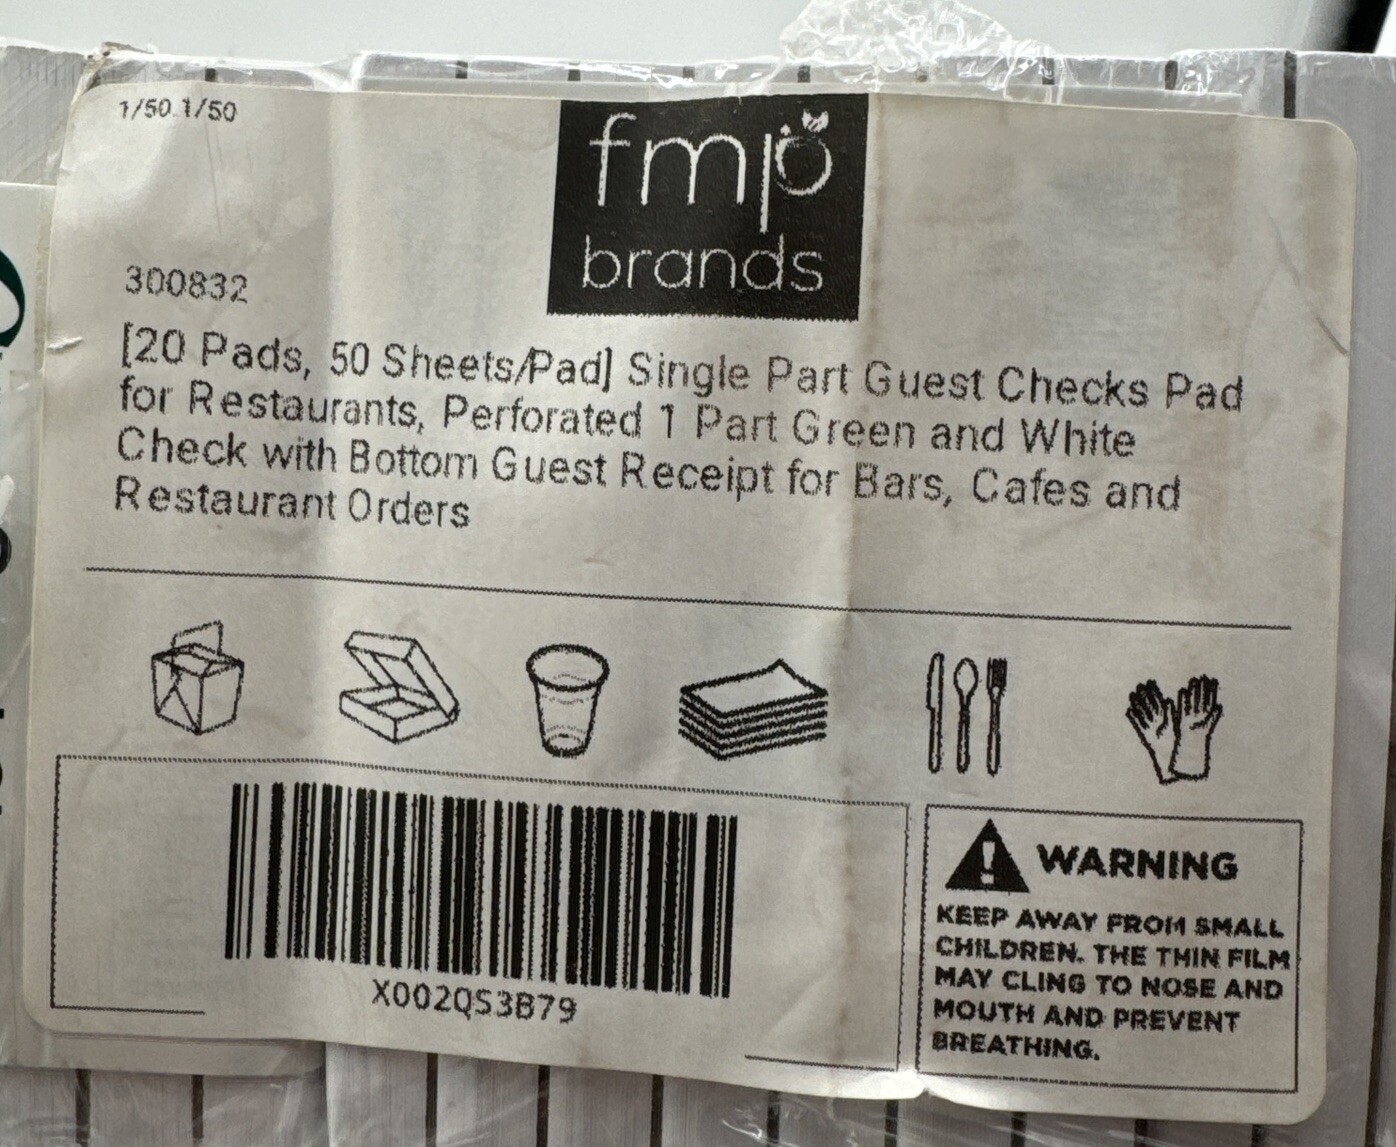 1/50 1/50
fmp
brands
300832
[20 Pads, 50 Sheets/Pad] Single Part Guest Checks Pad
for Restaurants, Perforated 1 Part Green and White
Check with Bottom Guest Receipt for Bars, Cafes and
Restaurant Orders
X002QS3B79
WARNING
KEEP AWAY FROM SMALL
CHILDREN. THE THIN FILM
MAY CLING TO NOSE AND
MOUTH AND PREVENT
BREATHING.